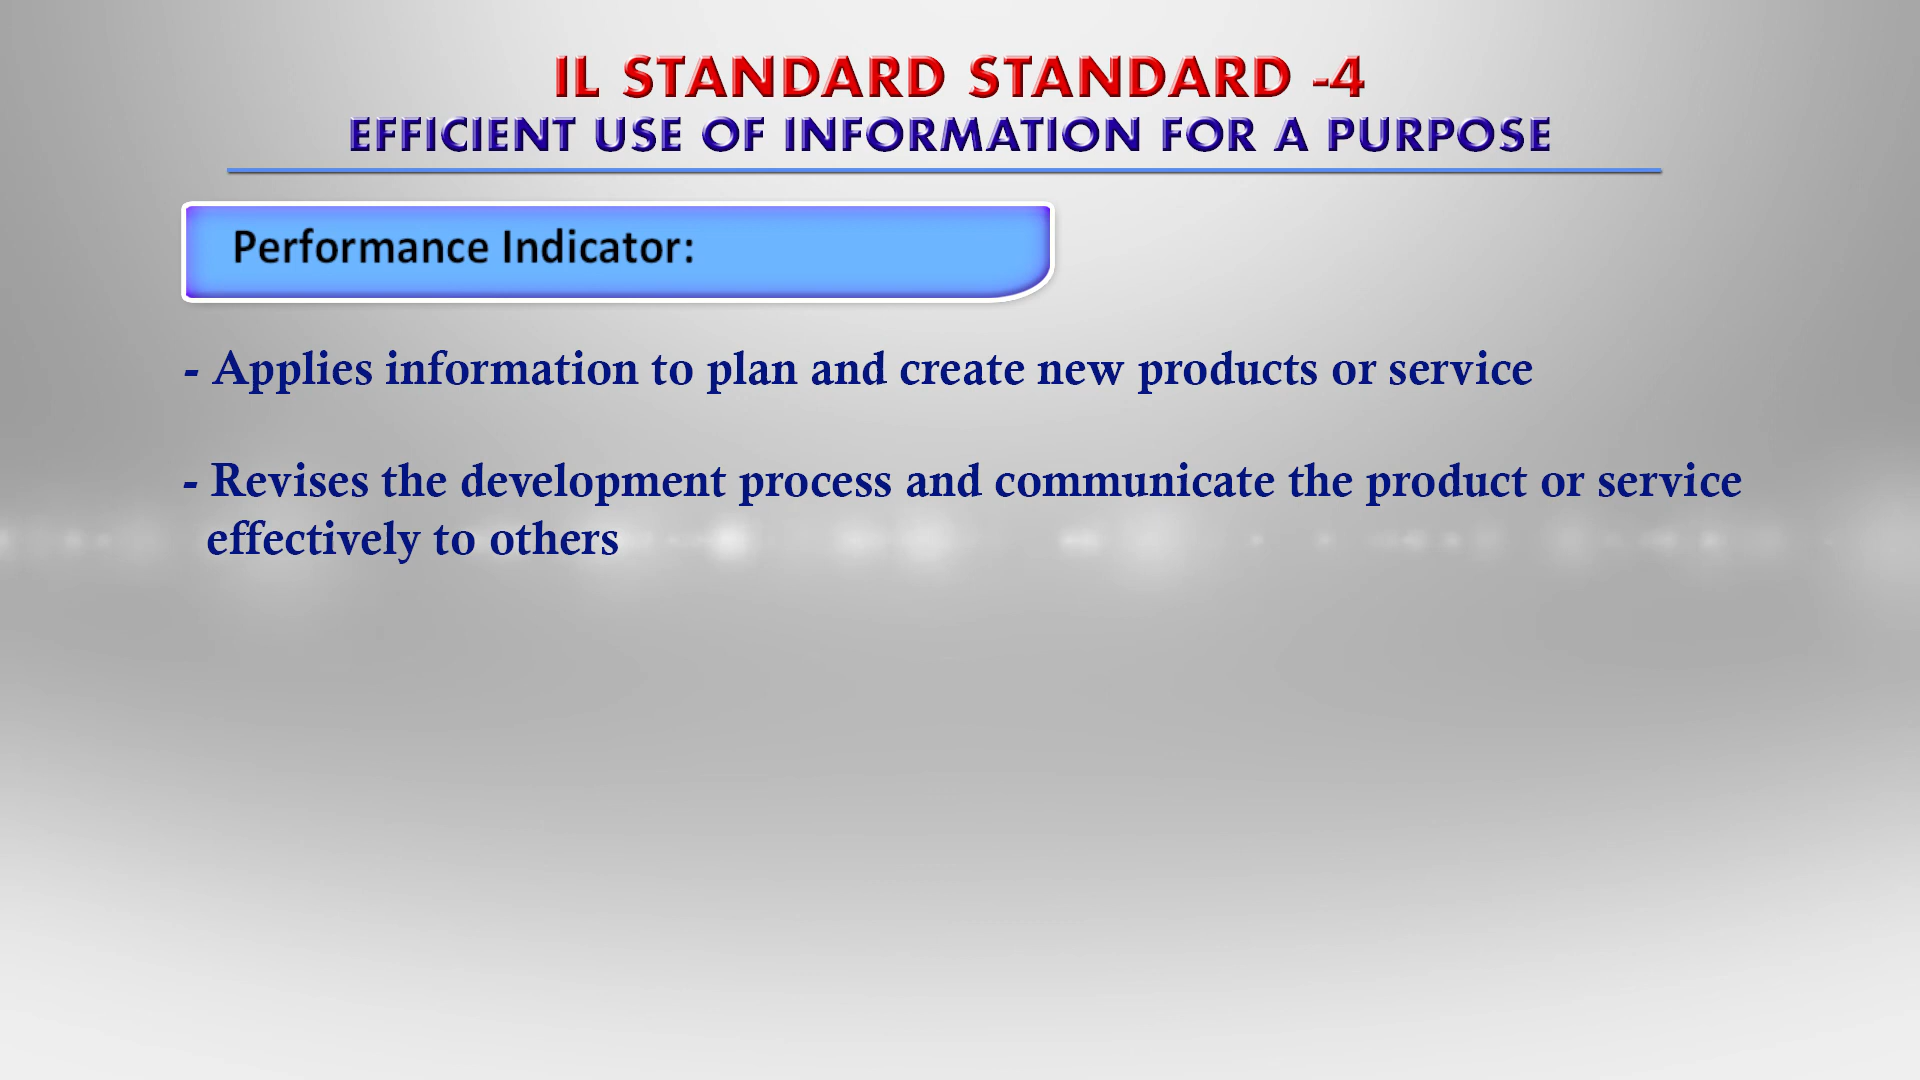 IL STANDARD STANDARD -4
EFFICIENT USE OF INFORMATION FOR A PURPOSE
Performance Indicator:
- Applies information to plan and create new products or service
- Revises the development process and communicate the product or service
effectively to others